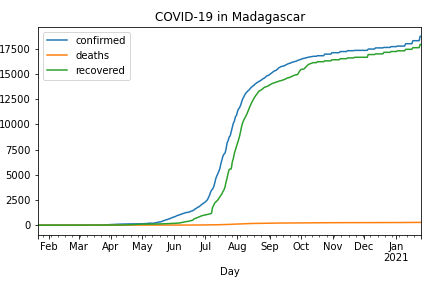 COVID-19 in Madagascar
confirmed
deaths
recovered
17500
15000
12500
10000
7500
5000
2500
0
Feb Mar Apr May Jun Jul Aug Sep Oct Nov Dec Jan
2021
Day